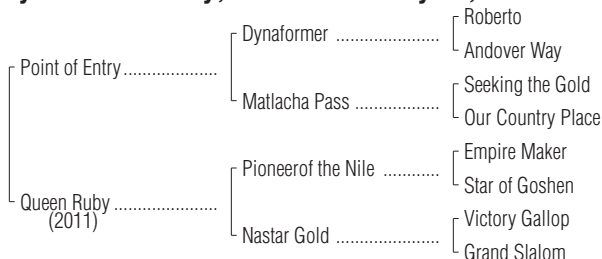 Roberto
Dynaformer ..................
Andover Way
Point of Entry ...................
Seeking the Gold
Matlacha Pass ...............
Our Country Place
Empire Maker
Pioneerof the Nile ............
Star of Goshen
Queen Ruby .....................
(2011)
Victory Gallop
Nastar Gold ...................
Grand Slalom